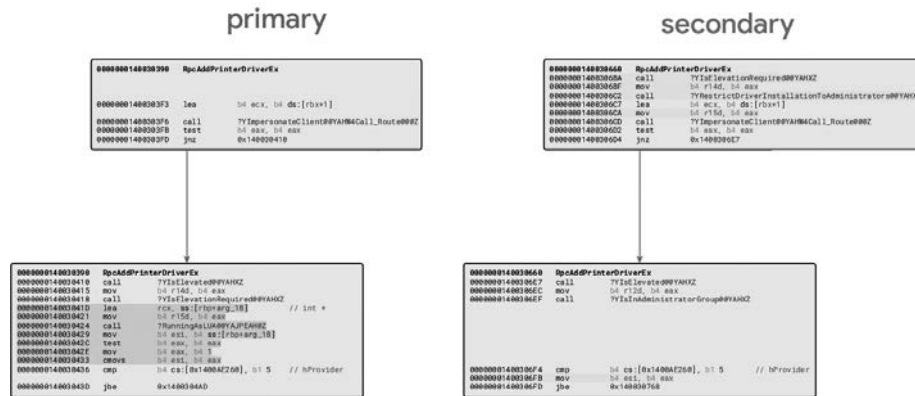 primary
secondary
0000000140030390 RpcAddPrinterDriverEx
00000001400303F3 lea b4 ecx, b4 ds:[rbx+1]
00000001400303F6 call ?YImpersonateClient@@YAHW4Call_Route@@@Z
00000001400303FB test b4 eax, b4 eax
00000001400303FD jnz 0x140030410
0000000140030660 RpcAddPrinterDriverEx
00000001400306BA call ?YIsElevationRequired@@YAHXZ
00000001400306BF mov b4 r14d, b4 eax
00000001400306C2 call ?YRestrictDriverInstallationToAdministrators@@YAHX
00000001400306C7 lea b4 ecx, b4 ds:[rbx+1]
00000001400306CA mov b4 r15d, b4 eax
00000001400306CD call ?YImpersonateClient@@YAHW4Call_Route@@@Z
00000001400306D2 test b4 eax, b4 eax
00000001400306D4 jnz 0x1400306E7
0000000140030390 RpcAddPrinterDriverEx
0000000140030410 call ?YIsElevated@@YAHXZ
0000000140030415 mov b4 r14d, b4 eax
0000000140030418 call ?YIsElevationRequired@@YAHXZ
000000014003041D lea rcx, ss:[rbp+arg_18] // int *
0000000140030421 mov b4 r15d, b4 eax
0000000140030424 call ?RunningAsLUA@@YAJPEAH@Z
0000000140030429 mov b4 esi, b4 ss:[rbp+arg_18]
000000014003042C test b4 eax, b4 eax
000000014003042E mov b4 eax, b4 1
0000000140030433 cmovs b4 esi, b4 eax
0000000140030436 cmp b4 cs:[0x1400AE260], b1 5 // hProvider
000000014003043D jbe 0x1400304AD
0000000140030660 RpcAddPrinterDriverEx
00000001400306E7 call ?YIsElevated@@YAHXZ
00000001400306EC mov b4 r12d, b4 eax
00000001400306EF call ?YIsInAdministratorGroup@@YAHXZ
00000001400306F4 cmp b4 cs:[0x1400AE260], b1 5 // hProvider
00000001400306FB mov b4 esi, b4 eax
00000001400306FD jbe 0x140030768